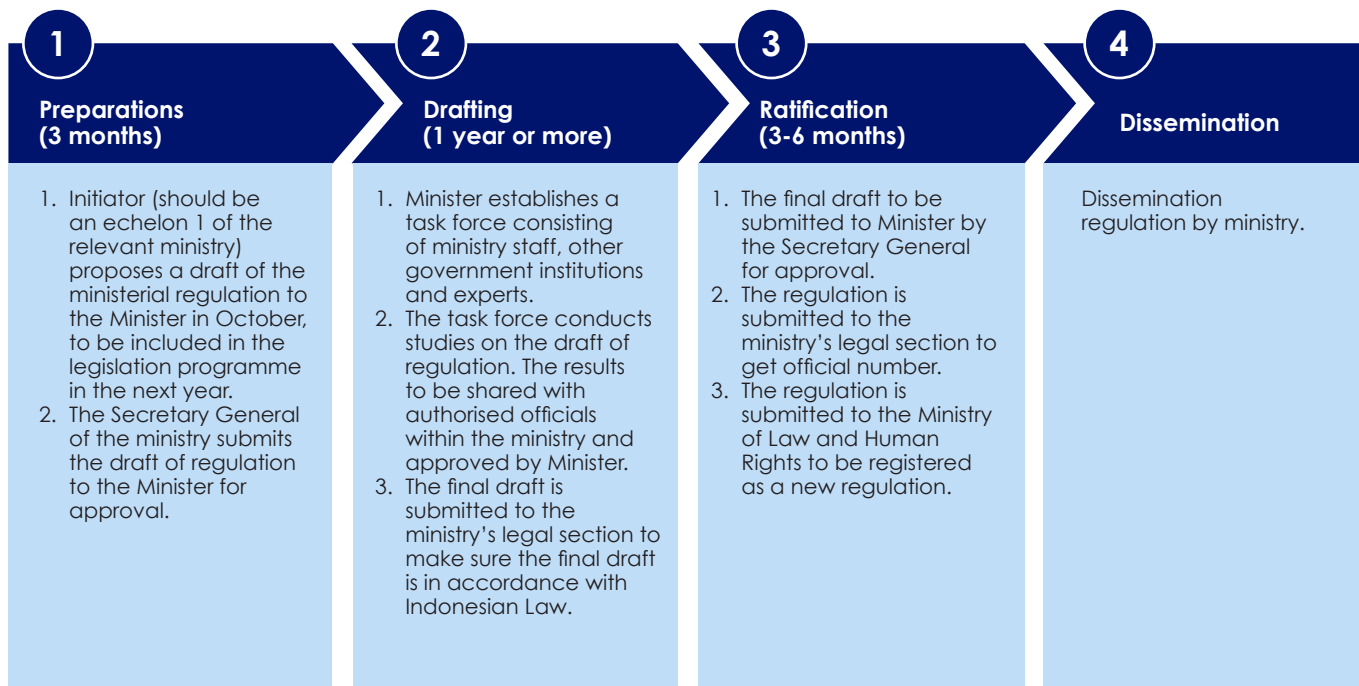 1
Preparations
(3 months)
1. Initiator (should be
an echelon 1 of the
relevant ministry)
proposes a draft of the
ministerial regulation to
the Minister in October,
to be included in the
legislation programme
in the next year.
2. The Secretary General
of the ministry submits
the draft of regulation
to the Minister for
approval.
2
Drafting
(1 year or more)
1. Minister establishes a
task force consisting
of ministry staff, other
government institutions
and experts.
2. The task force conducts
studies on the draft of
regulation. The results
to be shared with
authorised officials
within the ministry and
approved by Minister.
3. The final draft is
submitted to the
ministry’s legal section to
make sure the final draft
is in accordance with
Indonesian Law.
3
Ratification
(3-6 months)
1. The final draft to be
submitted to Minister by
the Secretary General
for approval.
2. The regulation is
submitted to the
ministry’s legal section to
get official number.
3. The regulation is
submitted to the Ministry
of Law and Human
Rights to be registered
as a new regulation.
4
Dissemination
Dissemination
regulation by ministry.